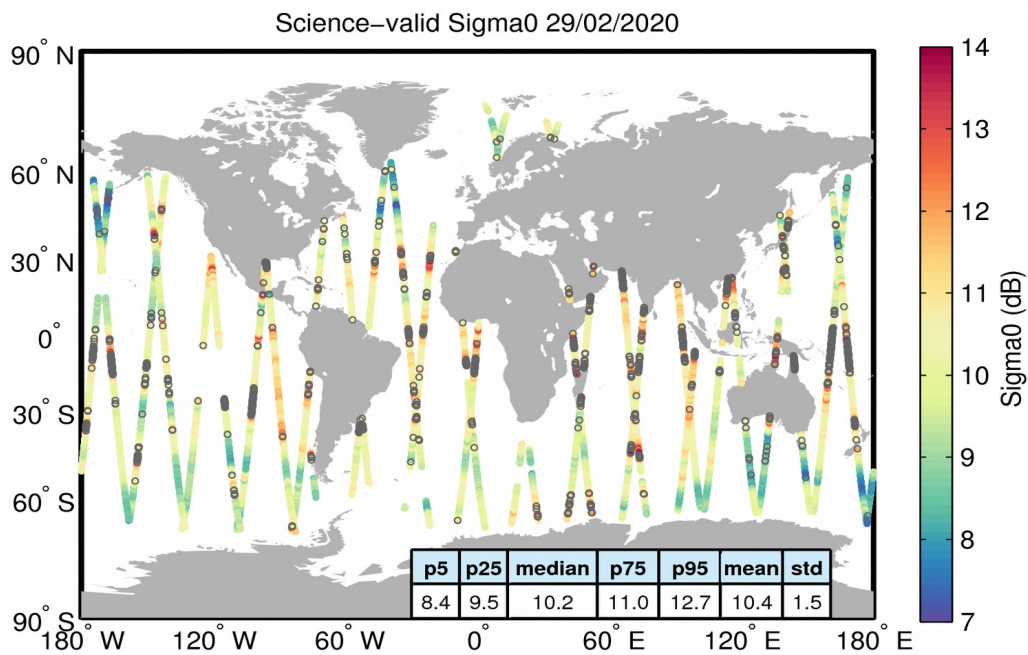 Science−valid Sigma0 29/02/2020
90° N
60° N
30° N
0°
30° S
60° S
90° S
180° W
120° W
60° W
0°
60° E
120° E
180° E
14
13
12
11
10
9
8
7
Sigma0 (dB)
p5 p25 median p75 p95 mean std
8.4 9.5 10.2 11.0 12.7 10.4 1.5